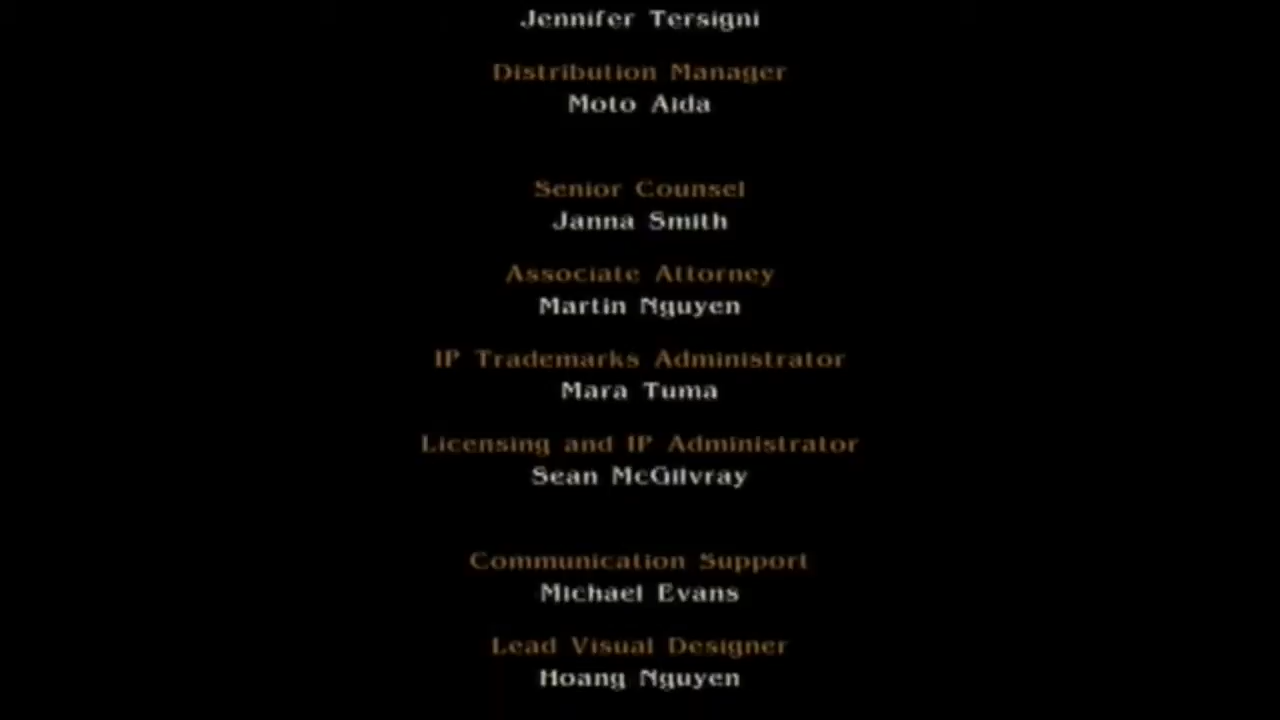 Jennifer Tersigni
Distribution Manager
Moto Aida
Senior Counsel
Janna Smith
Associate Attorney
Martin Nguyen
IP Trademarks Administrator
Mara Tuma
Licensing and IP Administrator
Sean McGilvray
Communication Support
Michael Evans
Lead Visual Designer
Hoang Nguyen